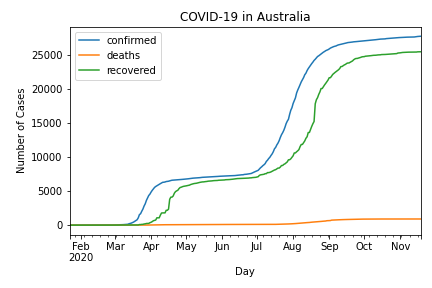 COVID-19 in Australia
confirmed
deaths
recovered
Number of Cases
25000
20000
15000
10000
5000
0
Feb Mar Apr May Jun Jul Aug Sep Oct Nov
2020
Day